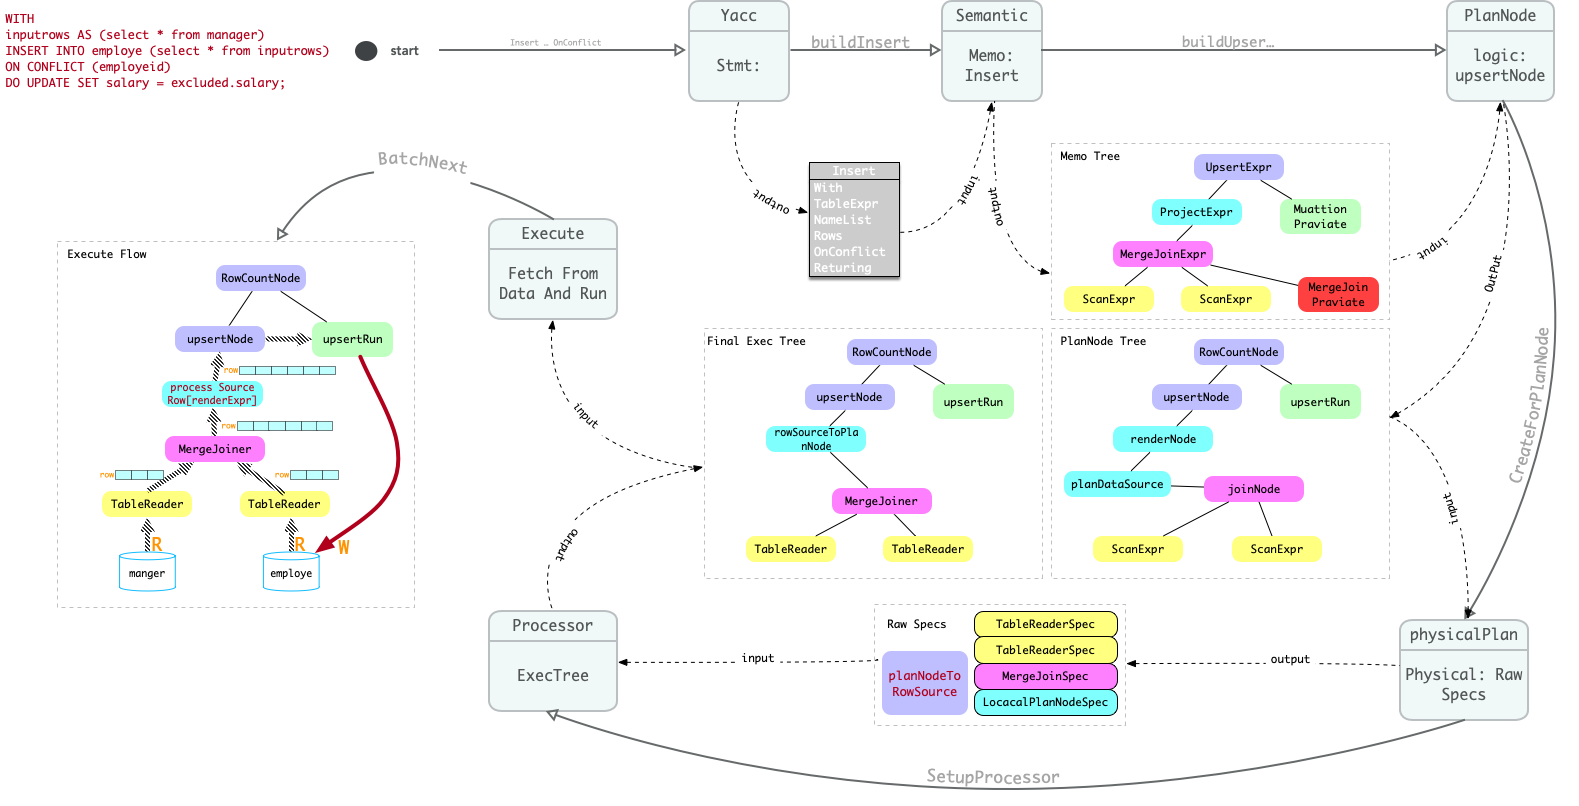 WITH
inputrows AS (select * from manager)
INSERT INTO employe (select * from inputrows)
ON CONFLICT (employeid)
DO UPDATE SET salary = excluded.salary;
start
Insert … OnConflict
Yacc
Stmt:
buildInsert
Semantic
Memo:
Insert
buildUpser…
PlanNode
logic:
upsertNode
output
Insert
With
TableExpr
NameList
Rows
OnConflict
Returing
input
output
Memo Tree
UpsertExpr
ProjectExpr
Muattion
Praviate
MergeJoinExpr
ScanExpr
ScanExpr
MergeJoin
Praviate
input
OutPut
CreateForPlanNode
BatchNext
Execute
Fetch From
Data And Run
Execute Flow
RowCountNode
upsertNode
upsertRun
row
process Source
Row[renderExpr]
row
MergeJoiner
row
row
TableReader
TableReader
R
R
W
manger
employe
input
Final Exec Tree
RowCountNode
upsertNode
upsertRun
rowSourceToPla
nNode
MergeJoiner
TableReader
TableReader
PlanNode Tree
RowCountNode
upsertNode
upsertRun
renderNode
planDataSource
joinNode
ScanExpr
ScanExpr
input
output
Processor
ExecTree
input
Raw Specs
planNodeTo
RowSource
TableReaderSpec
TableReaderSpec
MergeJoinSpec
LocacalPlanNodeSpec
output
physicalPlan
Physical: Raw
Specs
SetupProcessor